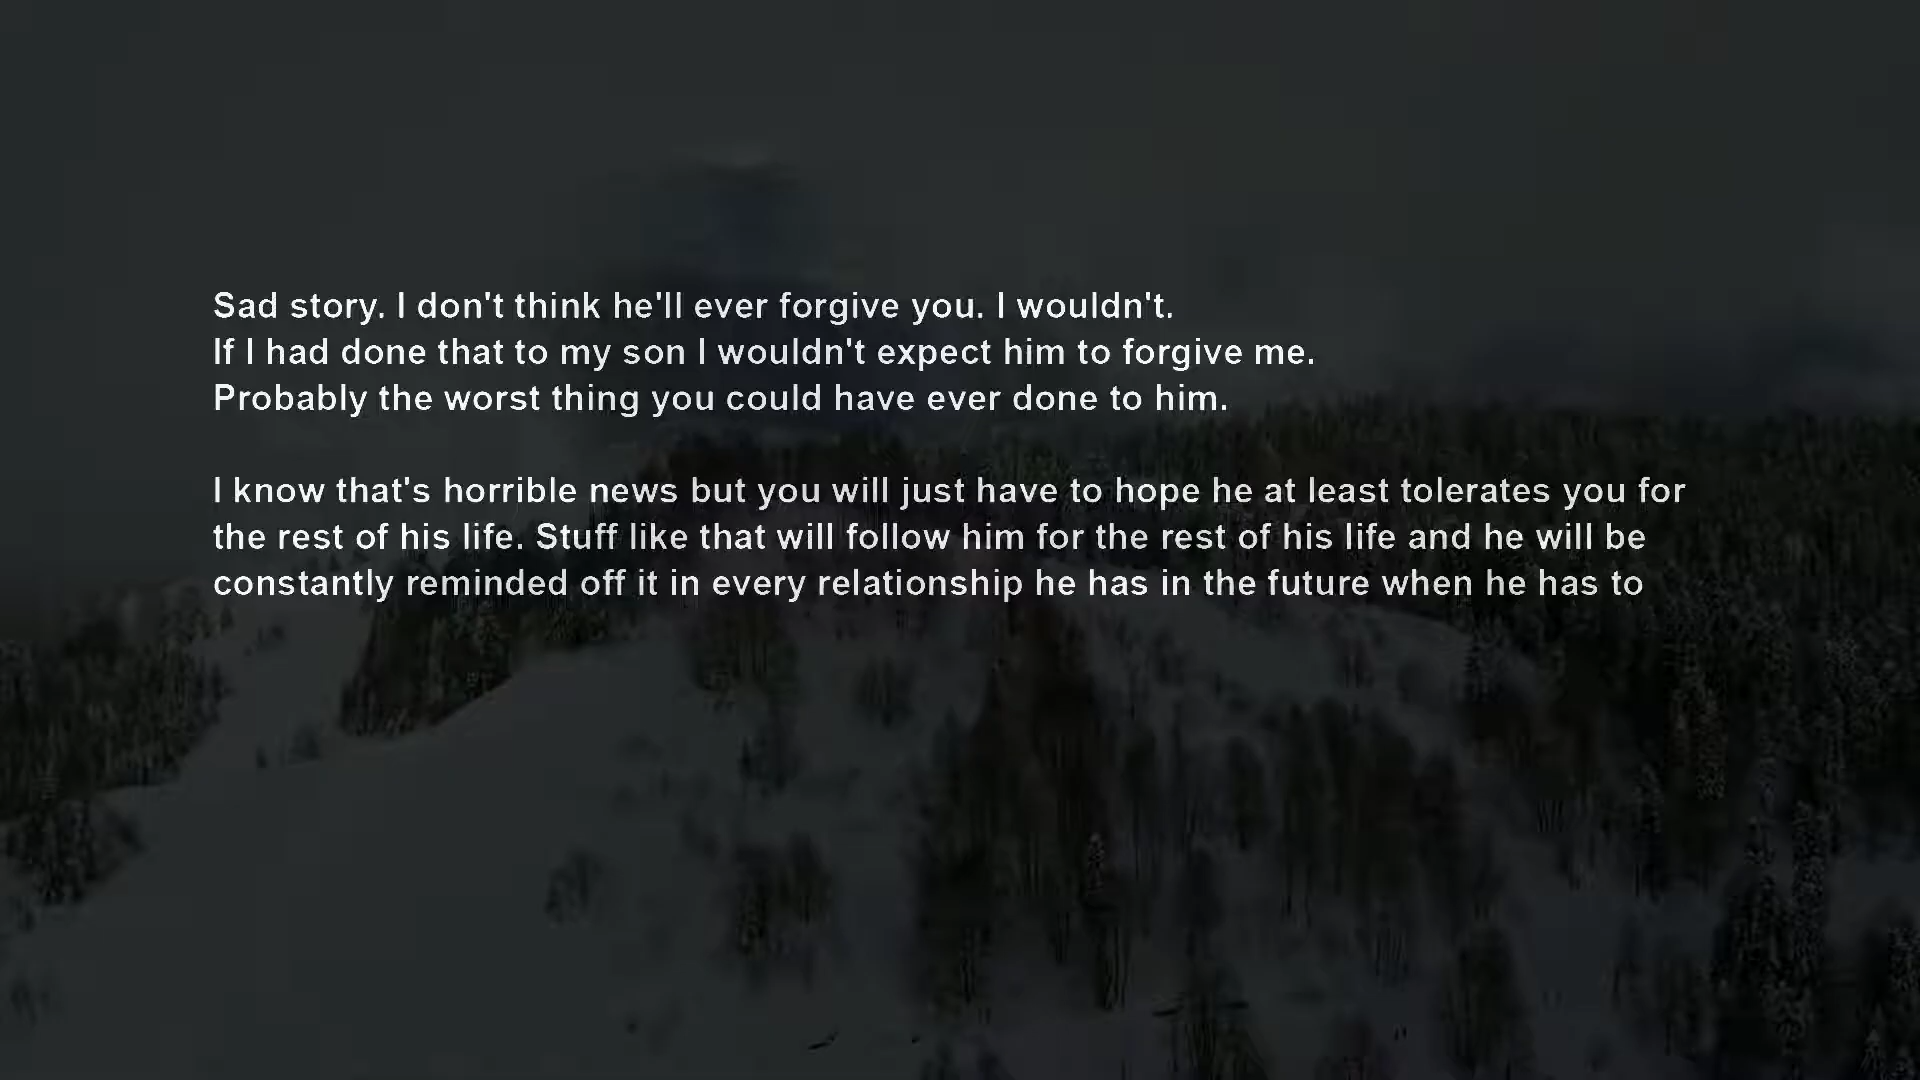 Sad story. I don't think he'll ever forgive you. I wouldn't.
If I had done that to my son I wouldn't expect him to forgive me.
Probably the worst thing you could have ever done to him.
I know that's horrible news but you will just have to hope he at least tolerates you for
the rest of his life. Stuff like that will follow him for the rest of his life and he will be
constantly reminded off it in every relationship he has in the future when he has to